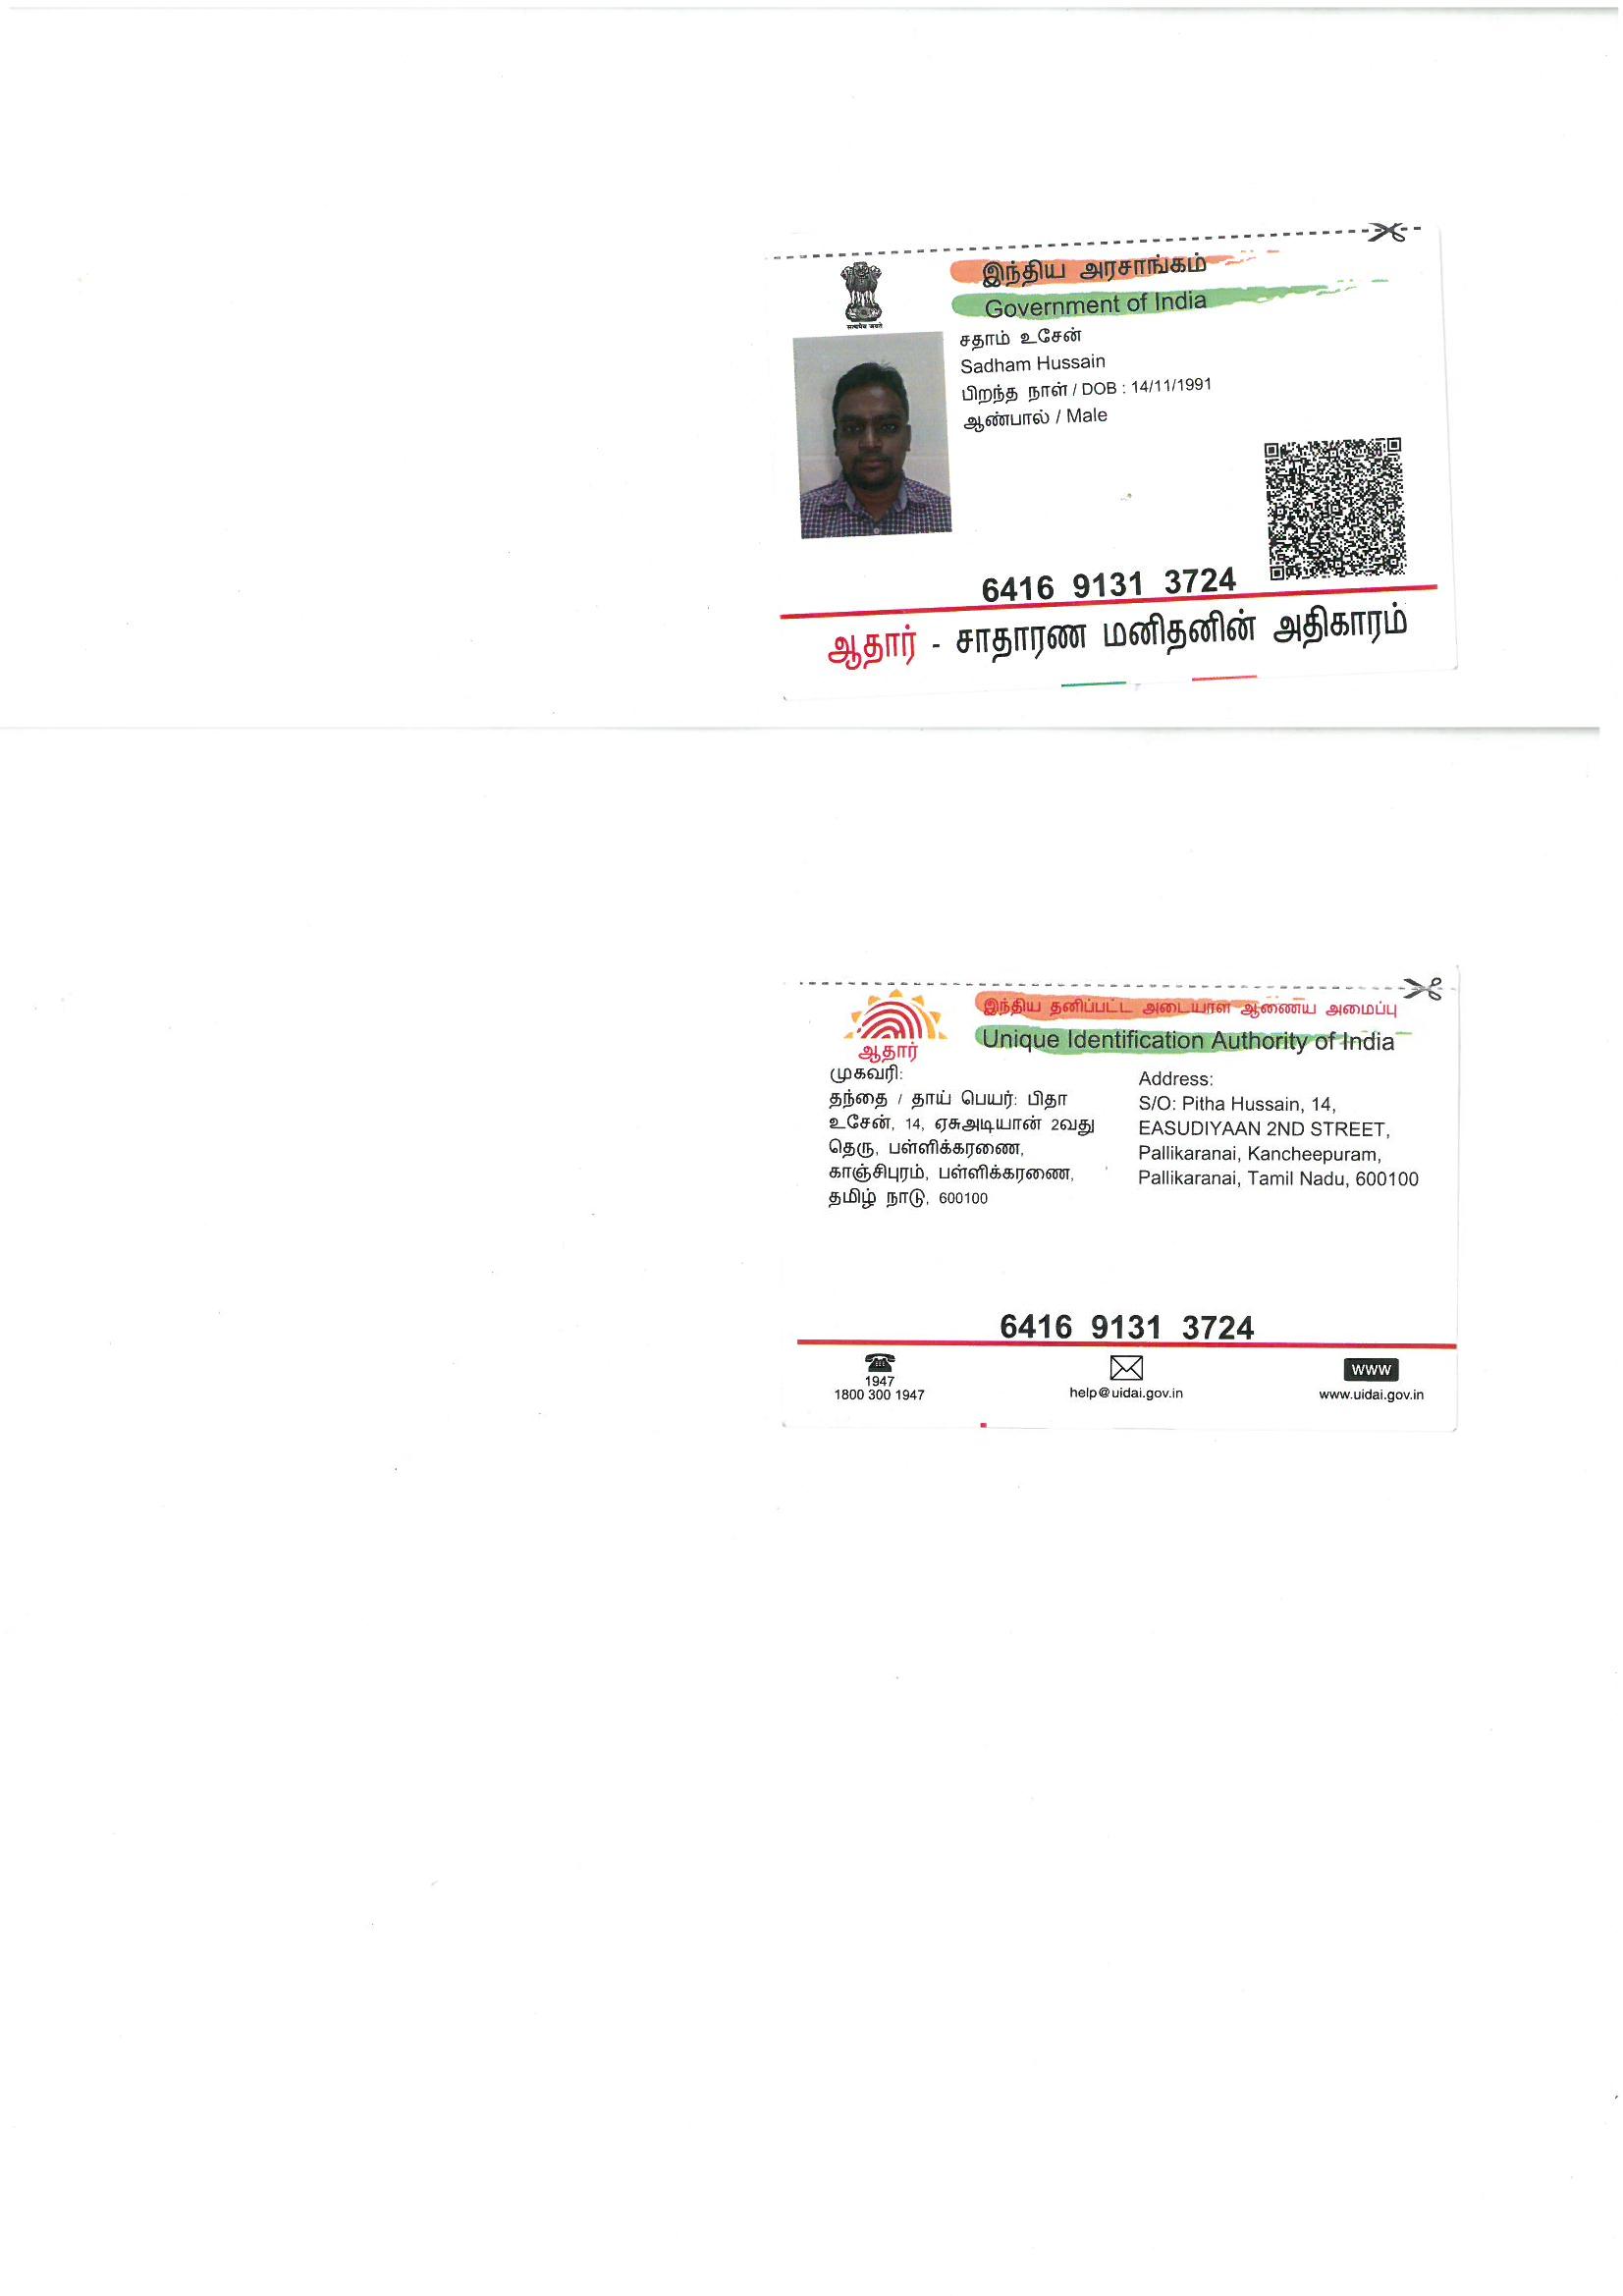 सत्यमेव जयते
இந்திய அரசாங்கம்
Government of India
சதாம் உசேன்
Sadham Hussain
பிறந்த நாள் / DOB : 14/11/1991
ஆண்பால் / Male
6416 9131 3724
ஆதார் - சாதாரண மனிதனின் அதிகாரம்
இந்திய தனிப்பட்ட அடையாள ஆணைய அமைப்பு
Unique Identification Authority of India
ஆதார்
முகவரி:
தந்தை / தாய் பெயர்: பிதா
உசேன், 14, ஏசுஅடியான் 2வது
தெரு, பள்ளிக்கரணை,
காஞ்சிபுரம், பள்ளிக்கரணை,
தமிழ் நாடு, 600100
Address:
S/O: Pitha Hussain, 14,
EASUDIYAAN 2ND STREET,
Pallikaranai, Kancheepuram,
Pallikaranai, Tamil Nadu, 600100
6416 9131 3724
1947
1800 300 1947
help@uidai.gov.in
www
www.uidai.gov.in